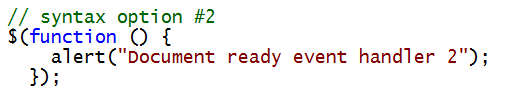 // syntax option #2
$(function () {
    alert("Document ready event handler 2");
  });